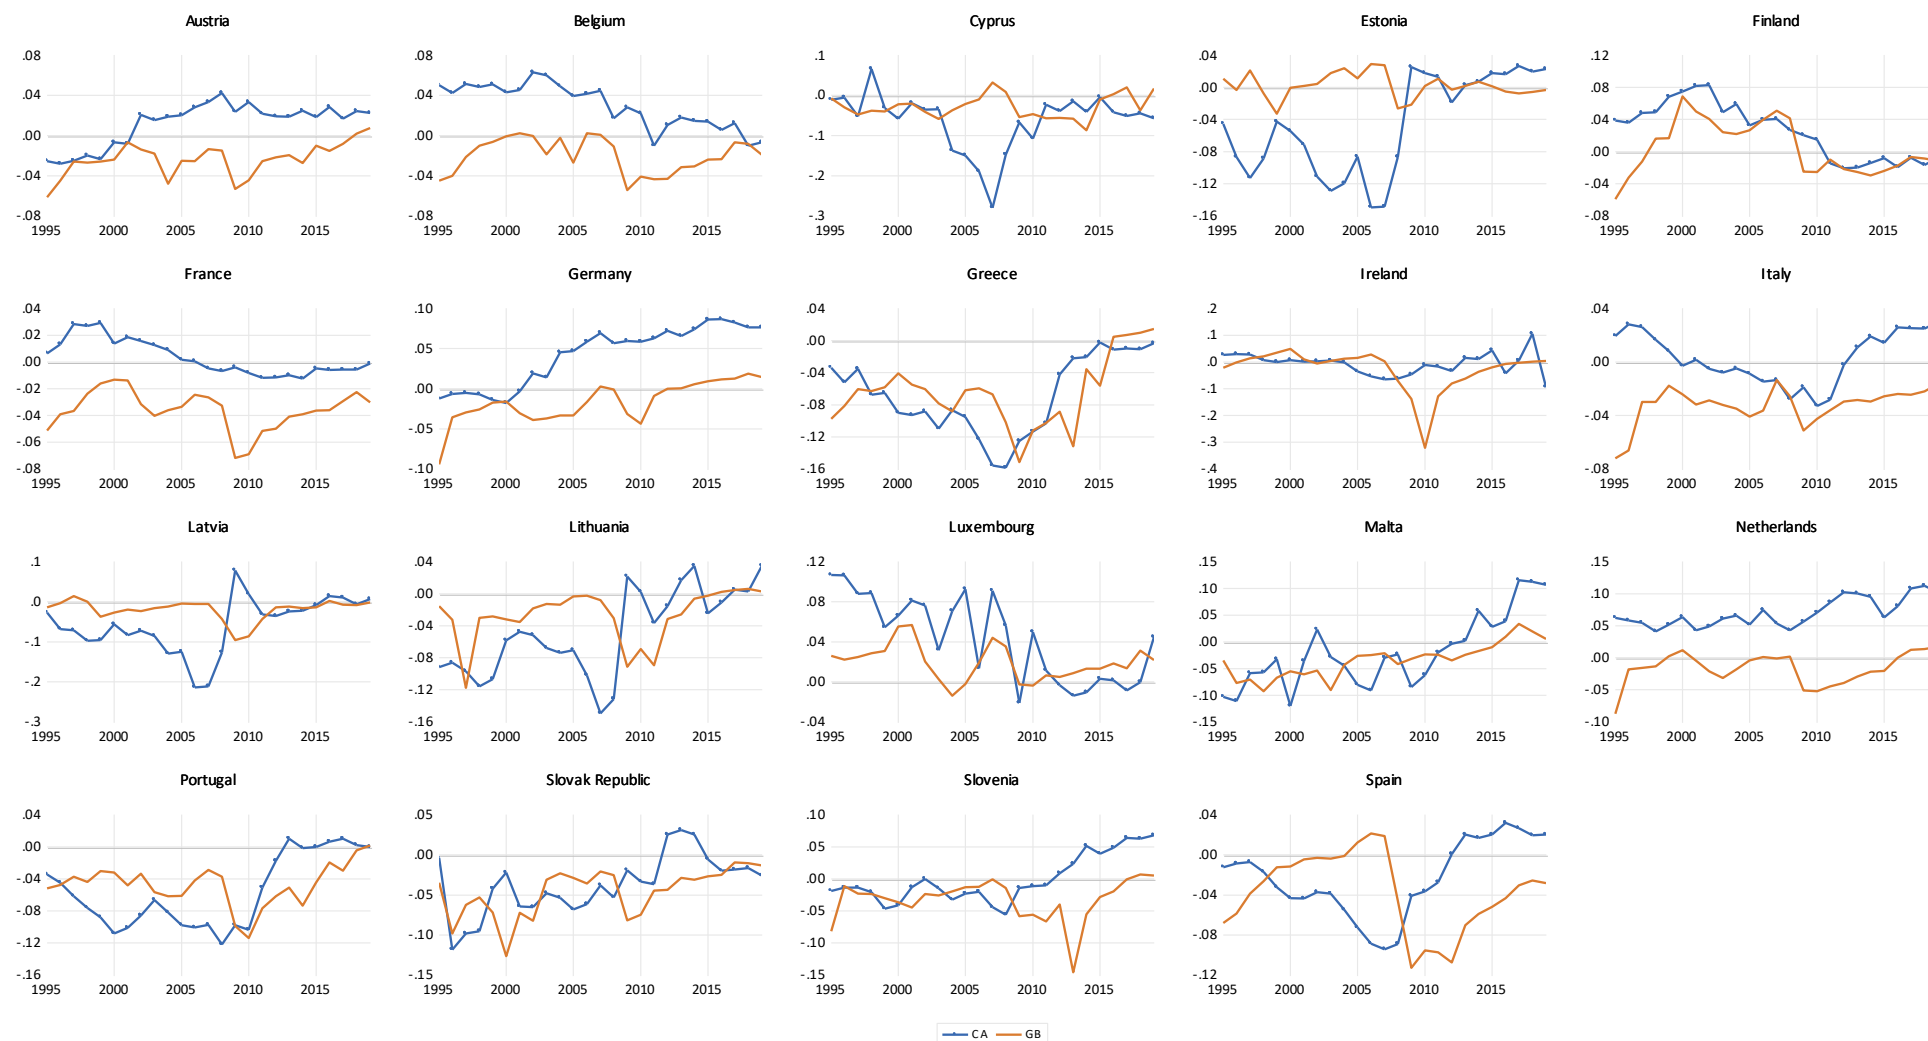 Austria
Belgium
Cyprus
Estonia
Finland
.08
.04
.00
-.04
-.08
1995 2000 2005 2010 2015
.08
.04
.00
-.04
-.08
1995 2000 2005 2010 2015
.1
.0
-.1
-.2
-.3
1995 2000 2005 2010 2015
.04
.00
-.04
-.08
-.12
-.16
1995 2000 2005 2010 2015
.12
.08
.04
.00
-.04
-.08
1995 2000 2005 2010 2015
France
Germany
Greece
Ireland
Italy
.04
.02
.00
-.02
-.04
-.06
-.08
1995 2000 2005 2010 2015
.10
.05
.00
-.05
-.10
1995 2000 2005 2010 2015
.04
.00
-.04
-.08
-.12
-.16
1995 2000 2005 2010 2015
.2
.1
.0
-.1
-.2
-.3
-.4
1995 2000 2005 2010 2015
.04
.00
-.04
-.08
1995 2000 2005 2010 2015
Latvia
Lithuania
Luxembourg
Malta
Netherlands
.1
.0
-.1
-.2
-.3
1995 2000 2005 2010 2015
.04
.00
-.04
-.08
-.12
-.16
1995 2000 2005 2010 2015
.12
.08
.04
.00
-.04
1995 2000 2005 2010 2015
.15
.10
.05
.00
-.05
-.10
-.15
1995 2000 2005 2010 2015
.15
.10
.05
.00
-.05
-.10
1995 2000 2005 2010 2015
Portugal
Slovak Republic
Slovenia
Spain
.04
.00
-.04
-.08
-.12
-.16
1995 2000 2005 2010 2015
.05
.00
-.05
-.10
-.15
1995 2000 2005 2010 2015
.10
.05
.00
-.05
-.10
-.15
1995 2000 2005 2010 2015
.04
.00
-.04
-.08
-.12
1995 2000 2005 2010 2015
CA GB